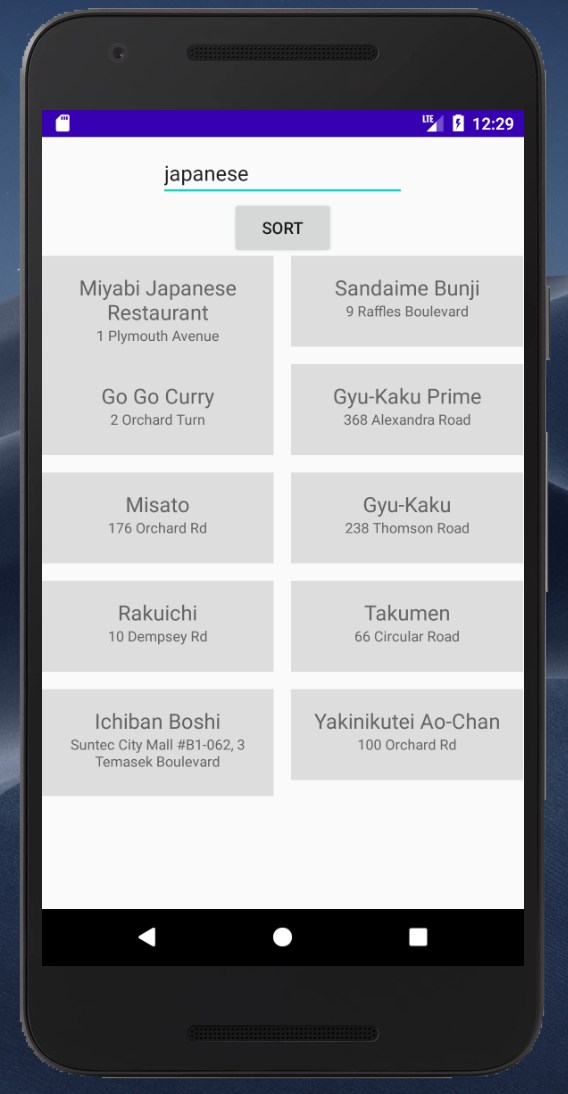 LTE 12:29
japanese
SORT
Miyabi Japanese
Restaurant
1 Plymouth Avenue
Sandaime Bunji
9 Raffles Boulevard
Go Go Curry
2 Orchard Turn
Gyu-Kaku Prime
368 Alexandra Road
Misato
176 Orchard Rd
Gyu-Kaku
238 Thomson Road
Rakuichi
10 Dempsey Rd
Takumen
66 Circular Road
Ichiban Boshi
Suntec City Mall #B1-062, 3
Temasek Boulevard
Yakinikutei Ao-Chan
100 Orchard Rd